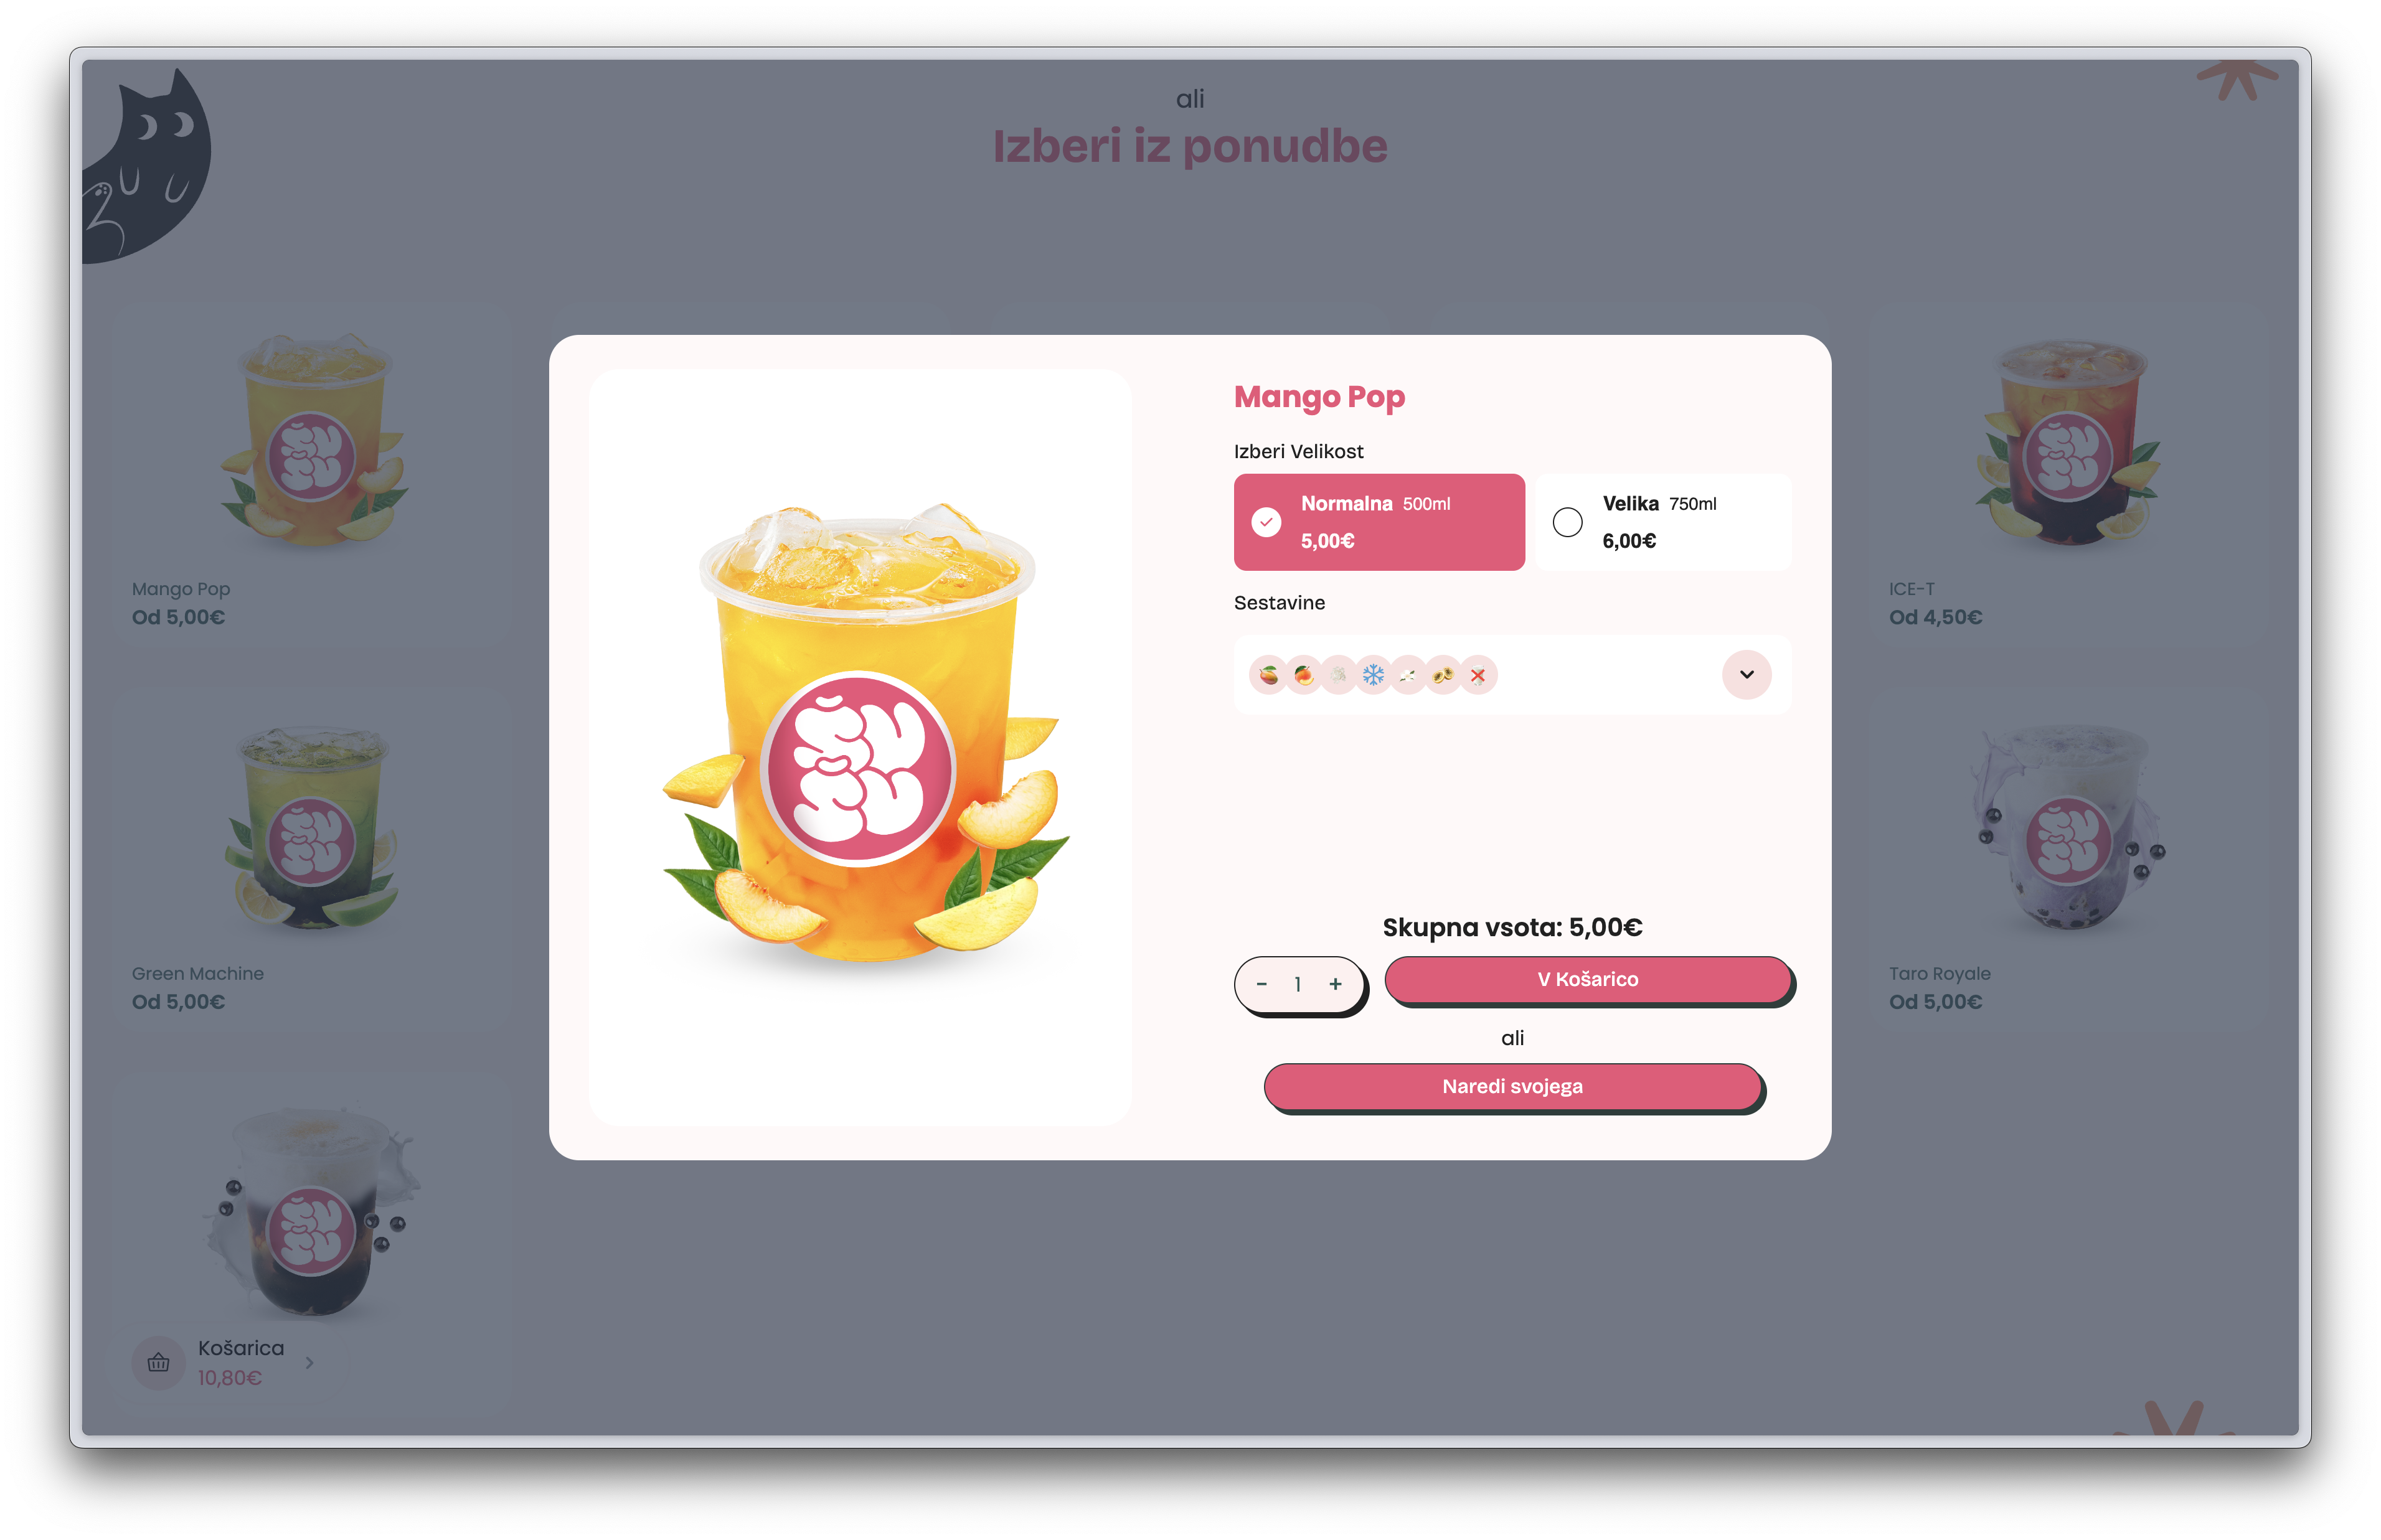 ali
Izberi iz ponudbe
Mango Pop
Izberi Velikost
Normalna 500ml
5,00€
Velika 750ml
6,00€
Sestavine
Skupna vsota: 5,00€
- 1 +
V Košarico
ali
Naredi svojega
ŠU
ŠU
Mango Pop
Od 5,00€
ICE-T
Od 4,50€
Green Machine
Od 5,00€
Taro Royale
Od 5,00€
Košarica
10,80€